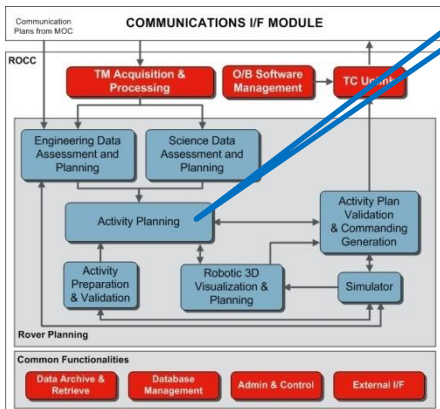 Communication
Plans from MOC
COMMUNICATIONS I/F MODULE
ROCC
TM Acquisition &
Processing
O/B Software
Management
TC
Engineering Data
Assessment and
Planning
Science Data
Assessment and
Planning
Activity Planning
Activity Plan
Validation &
Commanding
Generation
Activity
Preparation
& Validation
Robotic 3D
Visualization &
Planning
Simulator
Rover Planning
Common Functionalities
Data Archive &
Retrieve
Database
Management
Admin & Control
External I/F